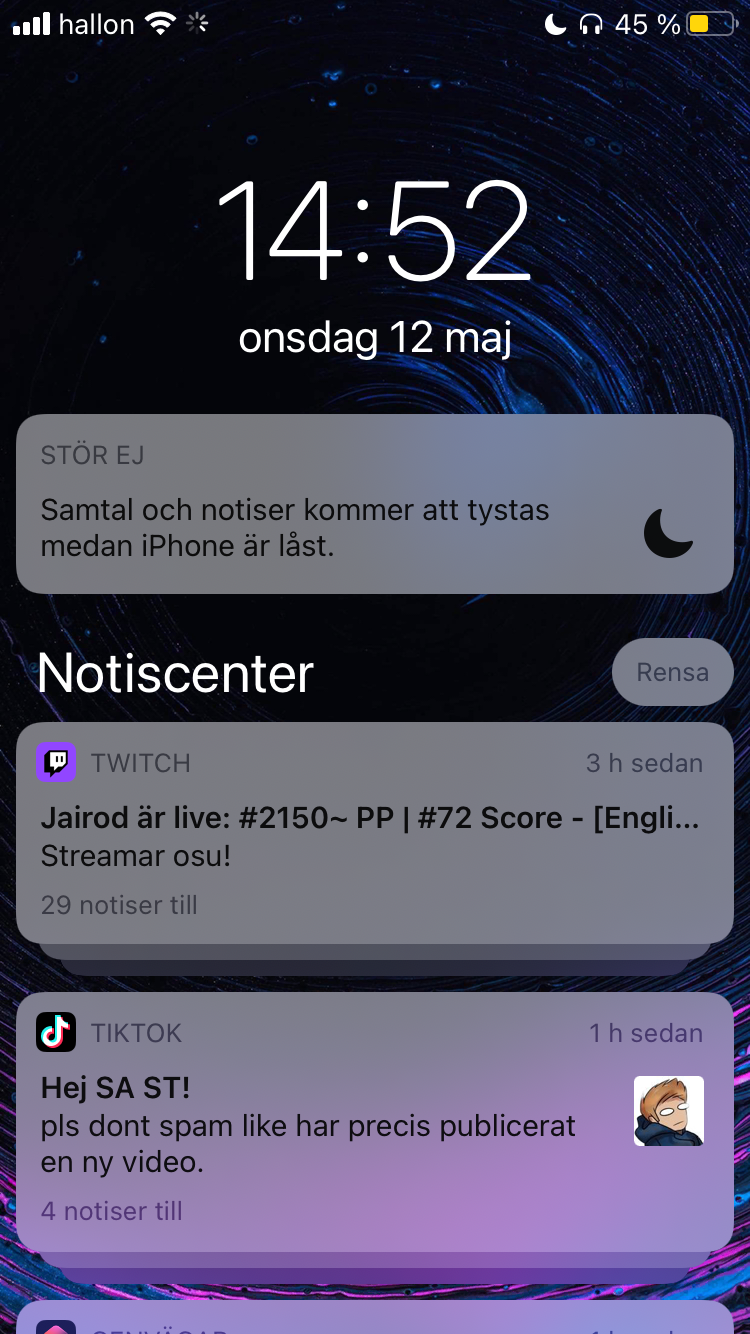 hallon 45 %
14:52
onsdag 12 maj
STÖR EJ
Samtal och notiser kommer att tystas
medan iPhone är låst.
Notiscenter Rensa
TWITCH 3 h sedan
Jairod är live: #2150~ PP | #72 Score - [Engli...
Streamar osu!
29 notiser till
TIKTOK 1 h sedan
Hej SA ST!
pls dont spam like har precis publicerat
en ny video.
4 notiser till